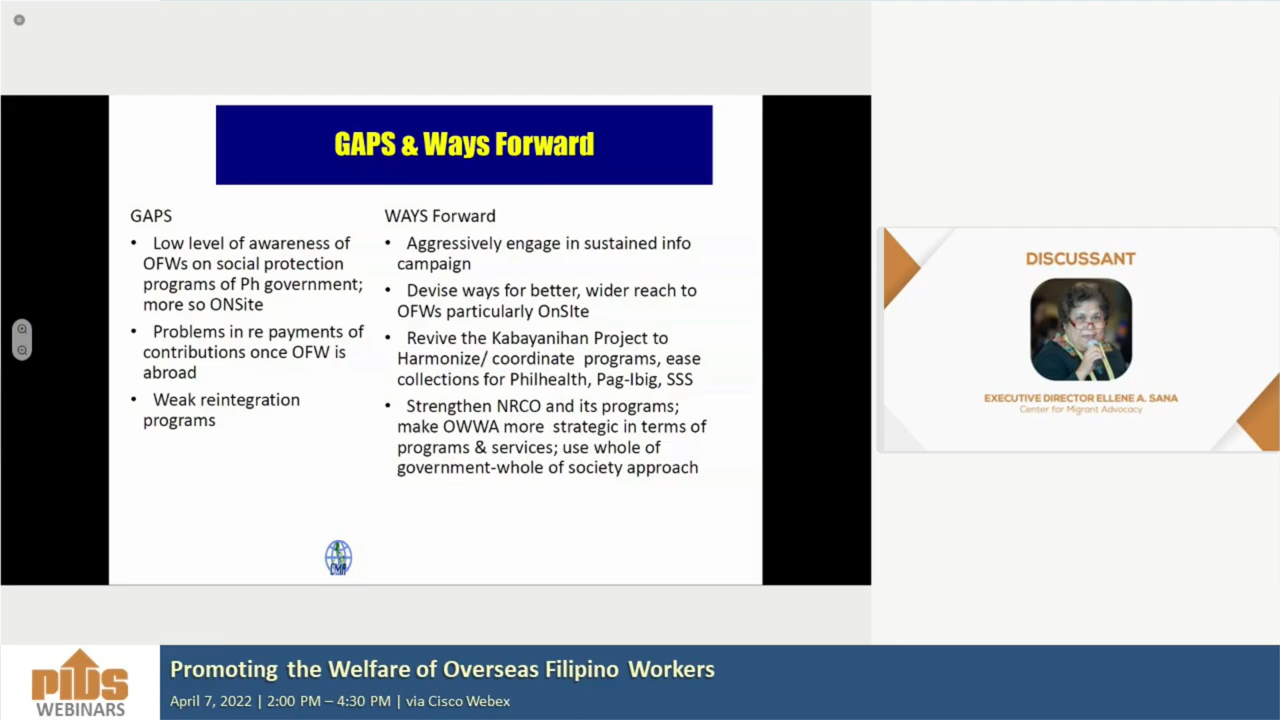 GAPS & Ways Forward
GAPS
• Low level of awareness of
OFWs on social protection
programs of Ph government;
more so ONSite
• Problems in re payments of
contributions once OFW is
abroad
• Weak reintegration
programs
WAYS Forward
• Aggressively engage in sustained info
campaign
• Devise ways for better, wider reach to
OFWs particularly OnSIte
• Revive the Kabayanihan Project to
Harmonize/ coordinate programs, ease
collections for Philhealth, Pag-Ibig, SSS
• Strengthen NRCO and its programs;
make OWWA more strategic in terms of
programs & services; use whole of
government-whole of society approach
CMA
DISCUSSANT
EXECUTIVE DIRECTOR ELLENE A. SANA
Center for Migrant Advocacy
PIDS
WEBINARS
Promoting the Welfare of Overseas Filipino Workers
April 7, 2022 | 2:00 PM – 4:30 PM | via Cisco Webex